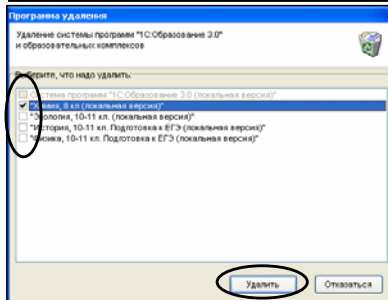 Программа удаления
Удаление системы программ "1С:Образование 3.0"
и образовательных комплексов
Выберите, что надо удалить:
Система программ "1С:Образование 3.0 (локальная версия)"
"Химия, 8 кл (локальная версия)"
"Экология, 10-11 кл. (локальная версия)"
"История, 10-11 кл. Подготовка к ЕГЭ (локальная версия)"
"Физика, 10-11 кл. Подготовка к ЕГЭ (локальная версия)"
Удалить Отказаться